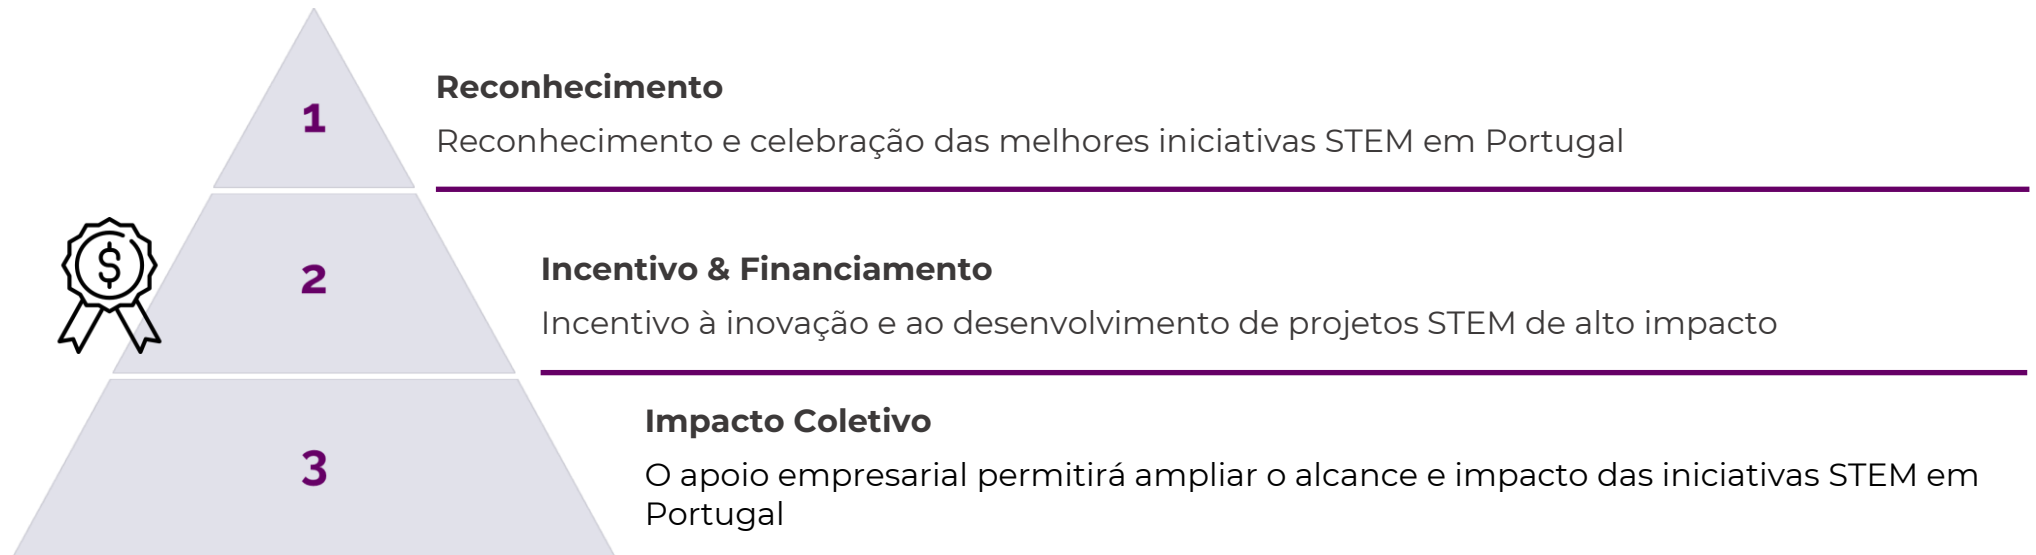 1
Reconhecimento
Reconhecimento e celebração das melhores iniciativas STEM em Portugal
$
2
Incentivo & Financiamento
Incentivo à inovação e ao desenvolvimento de projetos STEM de alto impacto
3
Impacto Coletivo
O apoio empresarial permitirá ampliar o alcance e impacto das iniciativas STEM em
Portugal